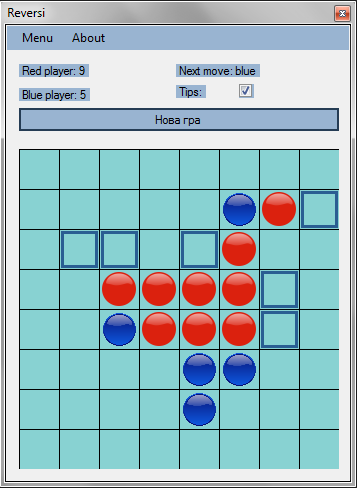 Reversi
x
Menu About
Red player: 9
Next move: blue
Blue player: 5
Tips:
Нова гра